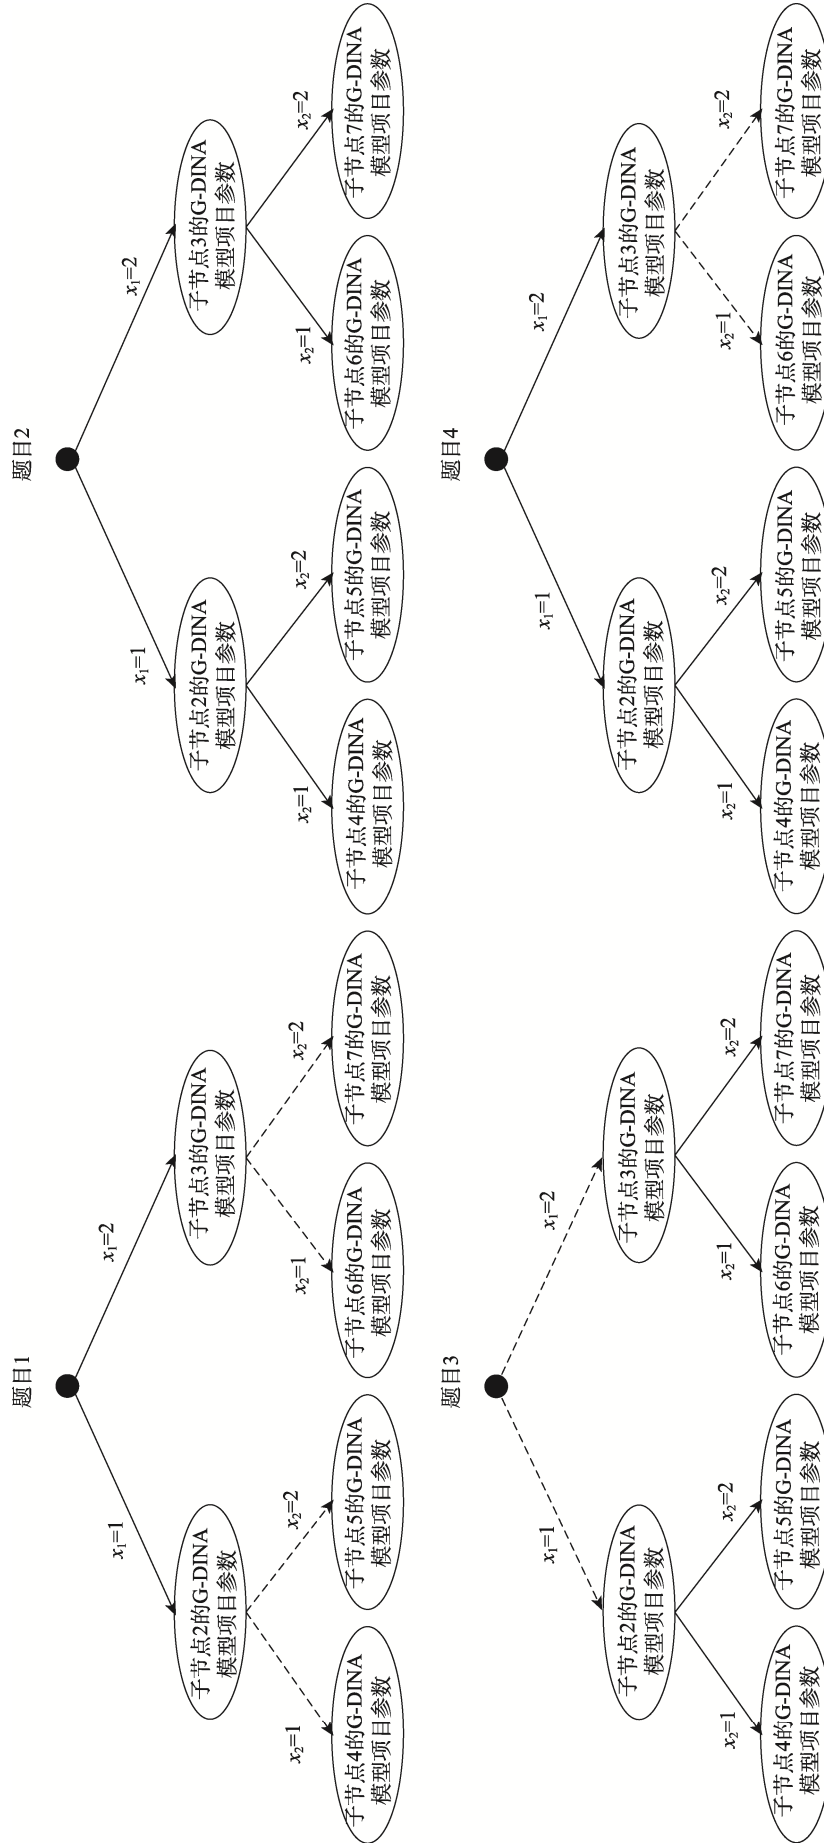 题目1
x₁=1
x₁=2
子节点2的G-DINA
模型项目参数
子节点3的G-DINA
模型项目参数
x₂=1
x₂=2
x₂=1
x₂=2
子节点4的G-DINA
模型项目参数
子节点5的G-DINA
模型项目参数
子节点6的G-DINA
模型项目参数
子节点7的G-DINA
模型项目参数
题目2
x₁=1
x₁=2
子节点2的G-DINA
模型项目参数
子节点3的G-DINA
模型项目参数
x₂=1
x₂=2
x₂=1
x₂=2
子节点4的G-DINA
模型项目参数
子节点5的G-DINA
模型项目参数
子节点6的G-DINA
模型项目参数
子节点7的G-DINA
模型项目参数
题目3
x₁=1
x₁=2
子节点2的G-DINA
模型项目参数
子节点3的G-DINA
模型项目参数
x₂=1
x₂=2
x₂=1
x₂=2
子节点4的G-DINA
模型项目参数
子节点5的G-DINA
模型项目参数
子节点6的G-DINA
模型项目参数
子节点7的G-DINA
模型项目参数
题目4
x₁=1
x₁=2
子节点2的G-DINA
模型项目参数
子节点3的G-DINA
模型项目参数
x₂=1
x₂=2
x₂=1
x₂=2
子节点4的G-DINA
模型项目参数
子节点5的G-DINA
模型项目参数
子节点6的G-DINA
模型项目参数
子节点7的G-DINA
模型项目参数